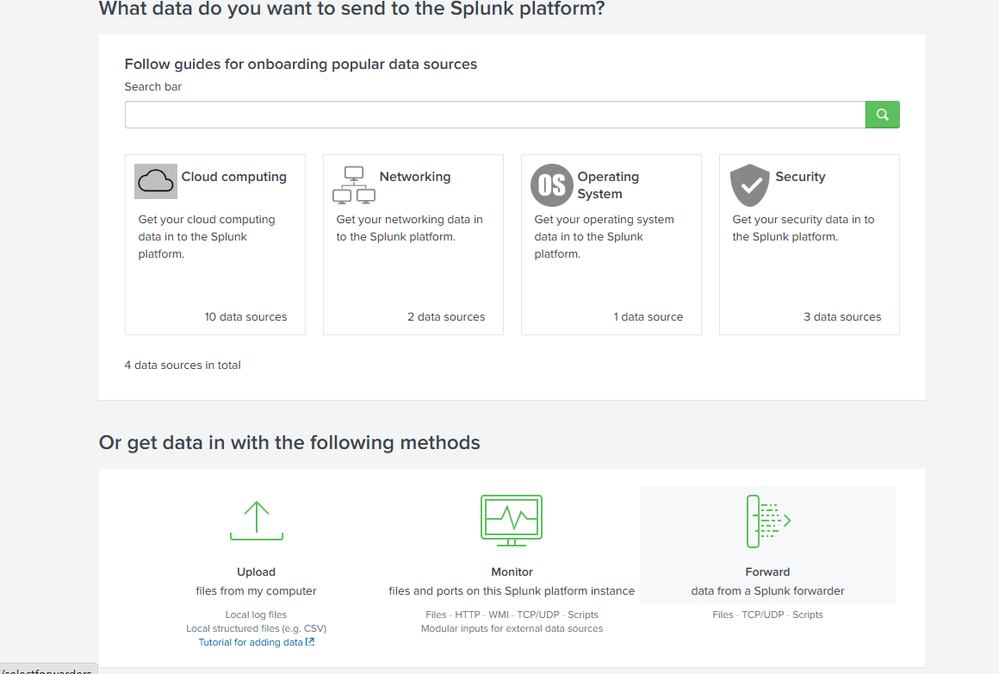 What data do you want to send to the Splunk platform?
Follow guides for onboarding popular data sources
Search bar
Cloud computing
Get your cloud computing
data in to the Splunk
platform.
10 data sources
Networking
Get your networking data in
to the Splunk platform.
2 data sources
OS
Operating
System
Get your operating system
data in to the Splunk
platform.
1 data source
Security
Get your security data in to
the Splunk platform.
3 data sources
4 data sources in total
Or get data in with the following methods
Upload
files from my computer
Local log files
Local structured files (e.g. CSV)
Tutorial for adding data
Monitor
files and ports on this Splunk platform instance
Files - HTTP - WMI - TCP/UDP - Scripts
Modular inputs for external data sources
Forward
data from a Splunk forwarder
Files - TCP/UDP - Scripts
/selectforwarders